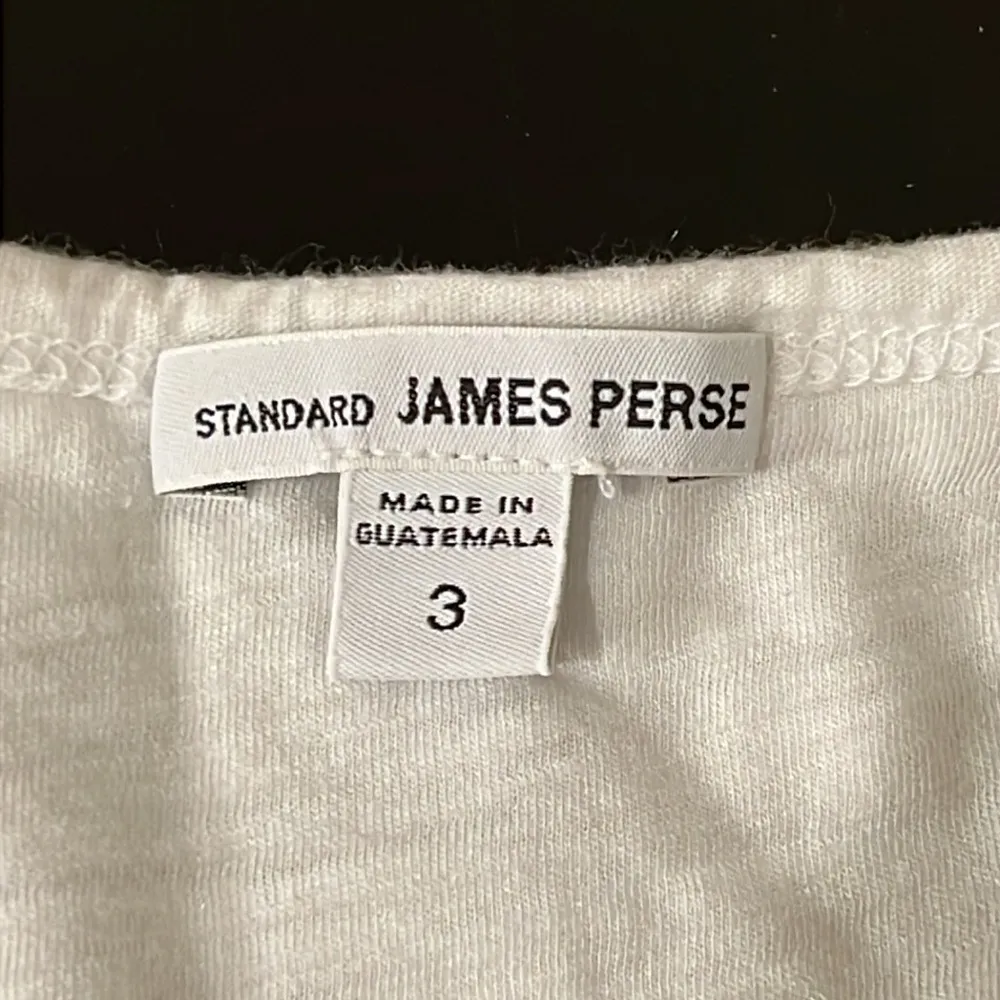 STANDARD JAMES PERSE
MADE IN
GUATEMALA
3